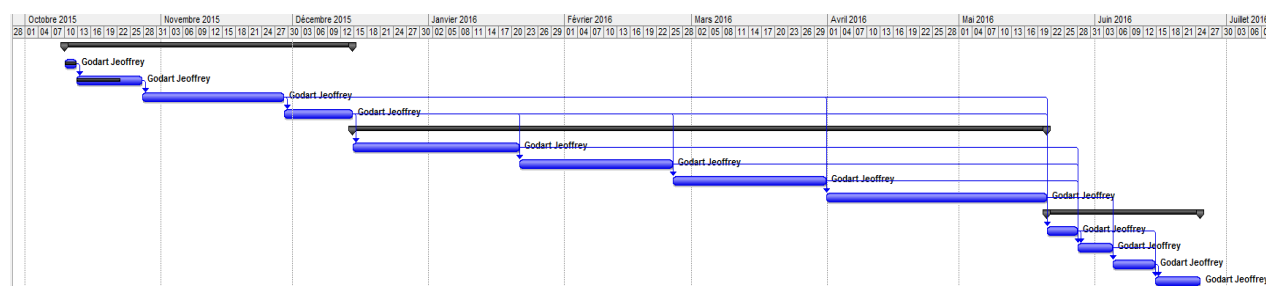 Octobre 2015 Novembre 2015 Décembre 2015 Janvier 2016 Février 2016 Mars 2016 Avril 2016 Mai 2016 Juin 2016 Juillet 2016
28 01 04 07 10 13 16 19 22 25 28 31 03 06 09 12 15 18 21 24 27 30 03 06 09 12 15 18 21 24 27 30 02 05 08 11 14 17 20 23 26 29 01 04 07 10 13 16 19 22 25 28 02 05 08 11 14 17 20 23 26 29 01 04 07 10 13 16 19 22 25 28 01 04 07 10 13 16 19 22 25 28 31 03 06 09 12 15 18 21 24 27 30 03 06
Godart Jeoffrey
Godart Jeoffrey
Godart Jeoffrey
Godart Jeoffrey
Godart Jeoffrey
Godart Jeoffrey
Godart Jeoffrey
Godart Jeoffrey
Godart Jeoffrey
Godart Jeoffrey
Godart Jeoffrey
Godart Jeoffrey